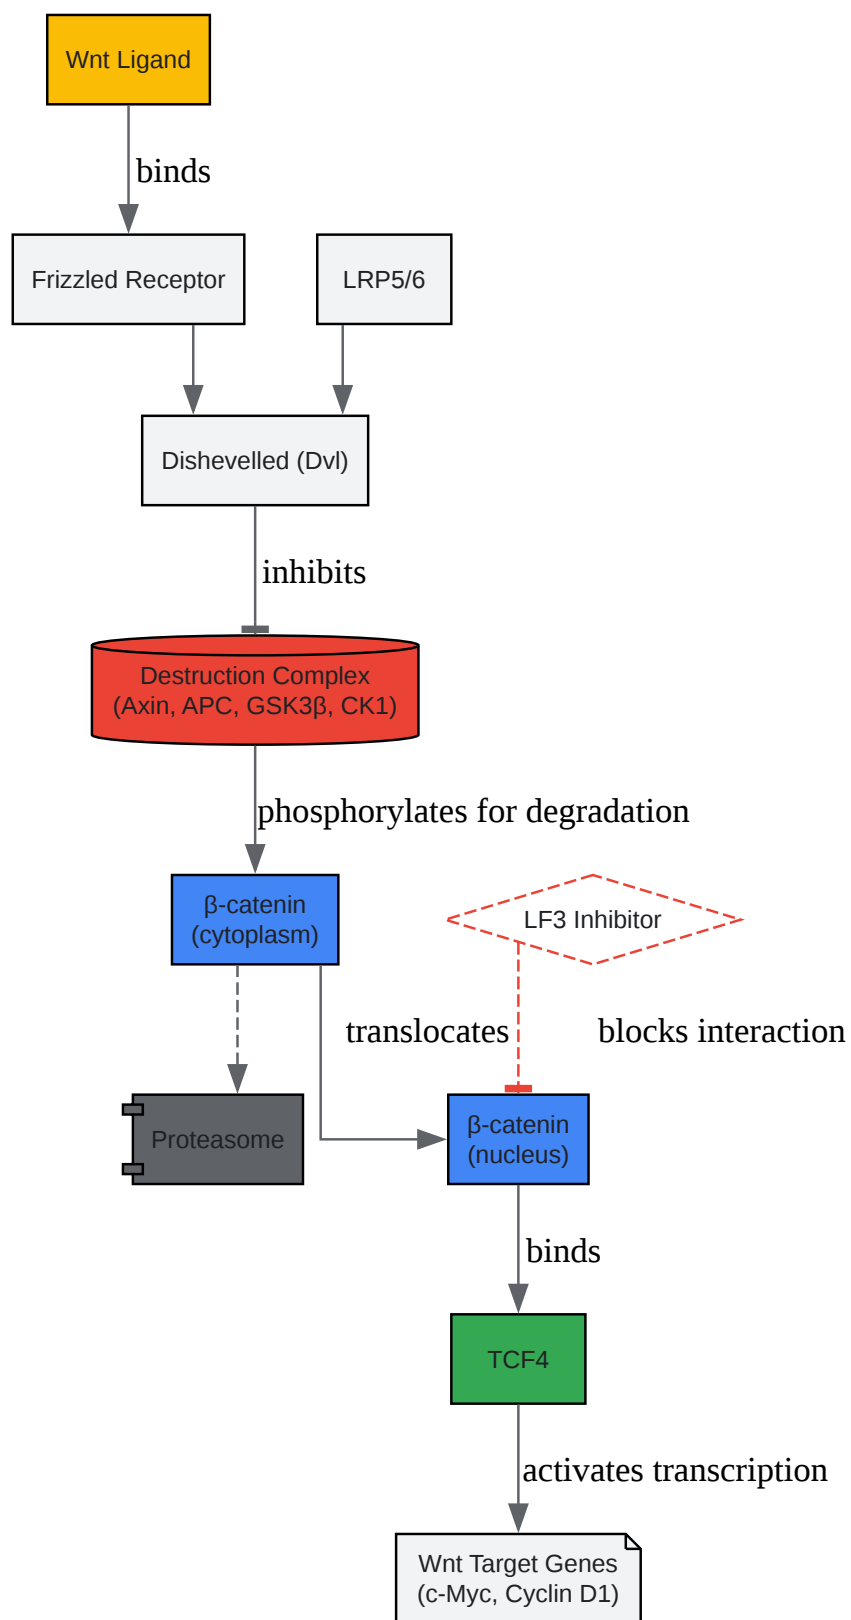 Wnt Ligand
binds
Frizzled Receptor
LRP5/6
Dishevelled (Dvl)
inhibits
Destruction Complex
(Axin, APC, GSK3β, CK1)
phosphorylates for degradation
β-catenin
(cytoplasm)
LF3 Inhibitor
translocates
blocks interaction
Proteasome
β-catenin
(nucleus)
binds
TCF4
activates transcription
Wnt Target Genes
(c-Myc, Cyclin D1)